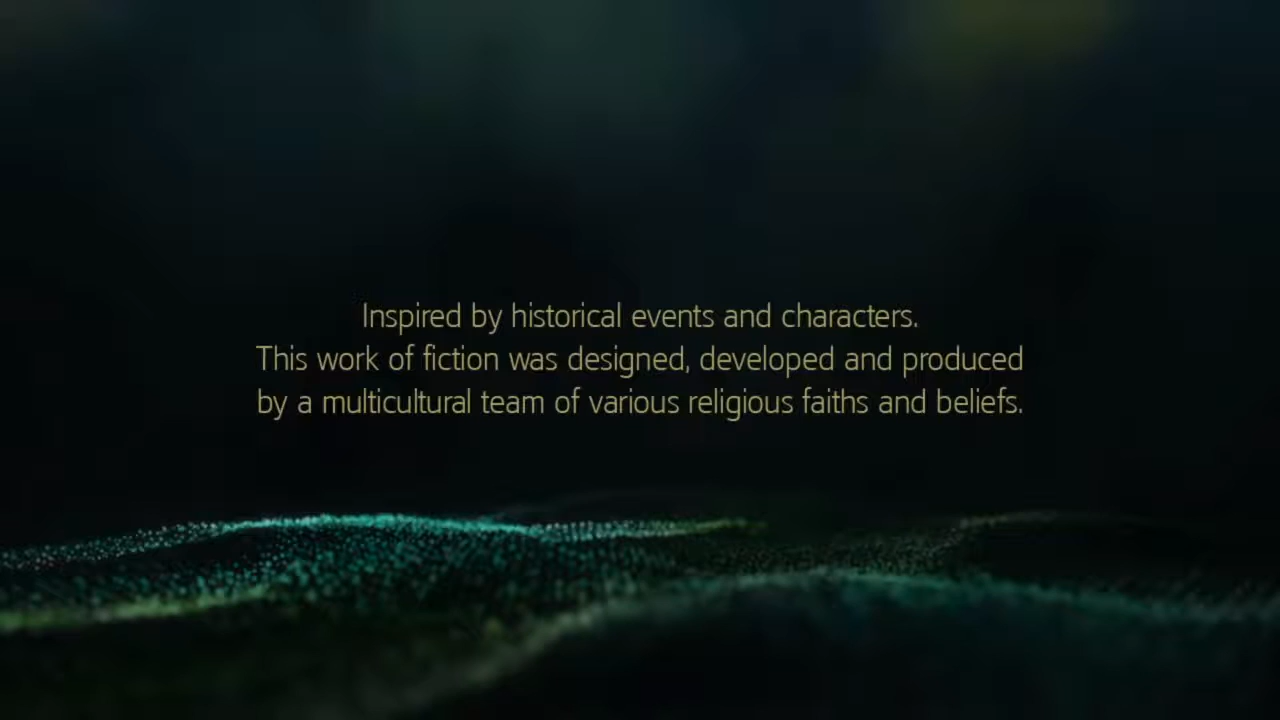 Inspired by historical events and characters.
This work of fiction was designed, developed and produced
by a multicultural team of various religious faiths and beliefs.